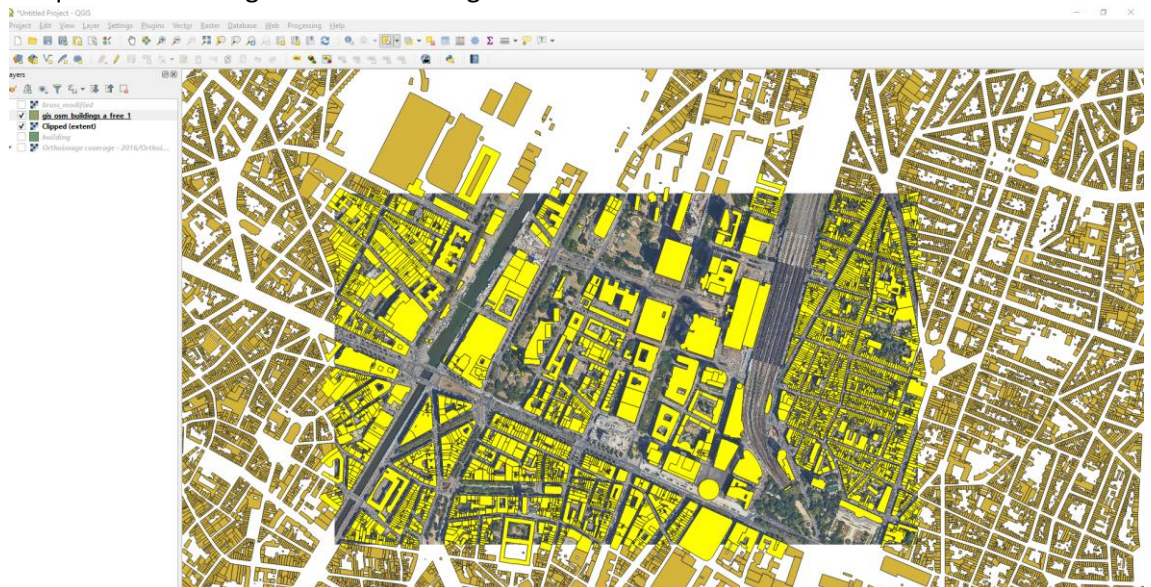 *Untitled Project - QGIS
Project Edit View Layer Settings Plugins Vector Raster Database Web Processing Help
ayers
bruss_modified
gis_osm_buildings_a_free_1
Clipped (extent)
building
Orthoimage coverage - 2016/Orthoi...